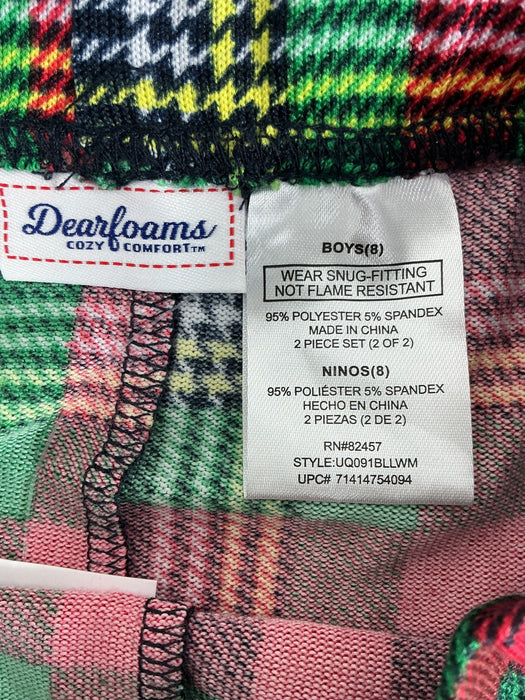 Dearfoams
COZY COMFORT™
BOYS(8)
WEAR SNUG-FITTING
NOT FLAME RESISTANT
95% POLYESTER 5% SPANDEX
MADE IN CHINA
2 PIECE SET (2 OF 2)
NINOS(8)
95% POLIÉSTER 5% SPANDEX
HECHO EN CHINA
2 PIEZAS (2 DE 2)
RN#82457
STYLE:UQ091BLLWM
UPC# 71414754094